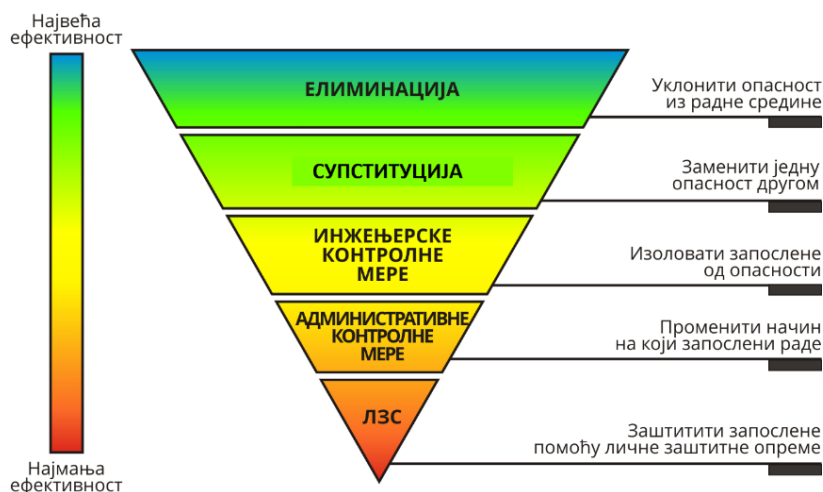 Највећа
ефективност
ЕЛИМИНАЦИЈА
Уклонити опасност
из радне средине
СУПСТИТУЦИЈА
Заменити једну
опасност другом
ИНЖЕЊЕРСКЕ
КОНТРОЛНЕ
МЕРЕ
Изоловати запослене
од опасности
АДМИНИСТРАТИВНЕ
КОНТРОЛНЕ
МЕРЕ
Променити начин
на који запослени раде
ЛЗС
Заштитити запослене
помоћу личне заштитне опреме
Најмања
ефективност